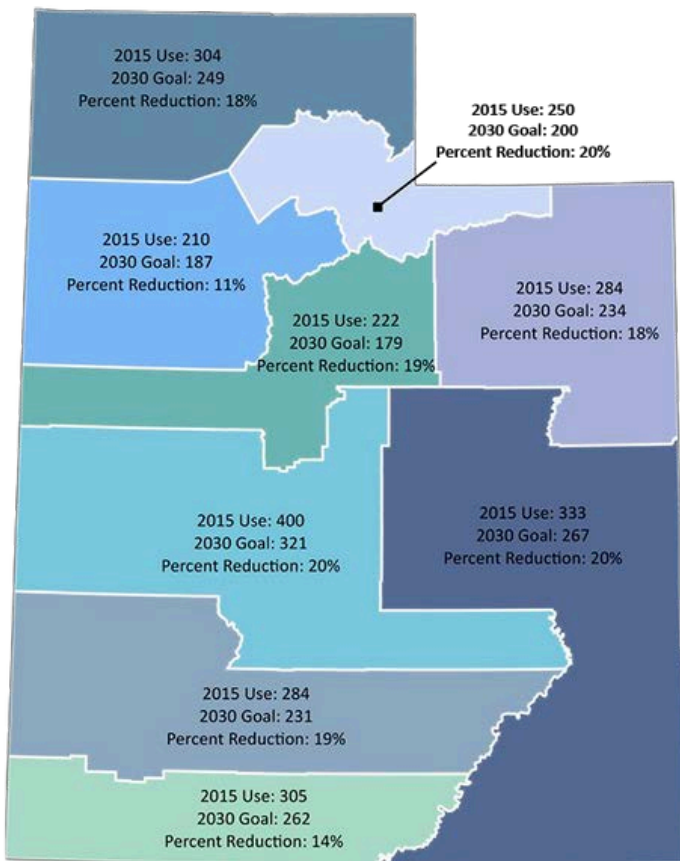 2015 Use: 304
2030 Goal: 249
Percent Reduction: 18%
2015 Use: 250
2030 Goal: 200
Percent Reduction: 20%
2015 Use: 210
2030 Goal: 187
Percent Reduction: 11%
2015 Use: 284
2030 Goal: 234
Percent Reduction: 18%
2015 Use: 222
2030 Goal: 179
Percent Reduction: 19%
2015 Use: 400
2030 Goal: 321
Percent Reduction: 20%
2015 Use: 333
2030 Goal: 267
Percent Reduction: 20%
2015 Use: 284
2030 Goal: 231
Percent Reduction: 19%
2015 Use: 305
2030 Goal: 262
Percent Reduction: 14%